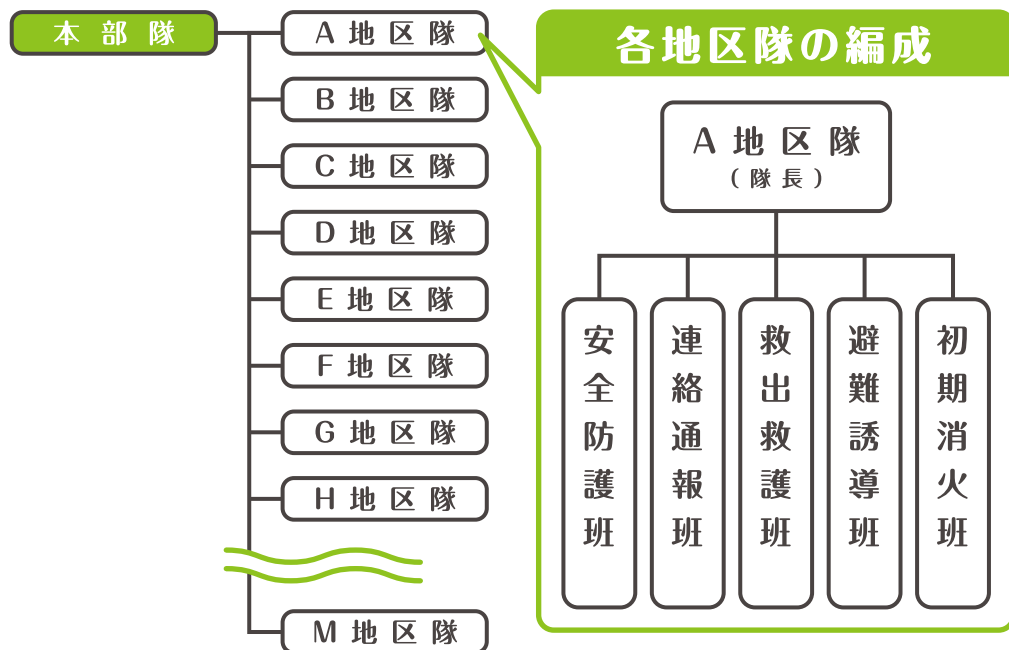 本部隊
A地区隊
B地区隊
C地区隊
D地区隊
E地区隊
F地区隊
G地区隊
H地区隊
M地区隊
各地区隊の編成
A地区隊
(隊長)
安全防護班
連絡通報班
救出救護班
避難誘導班
初期消火班